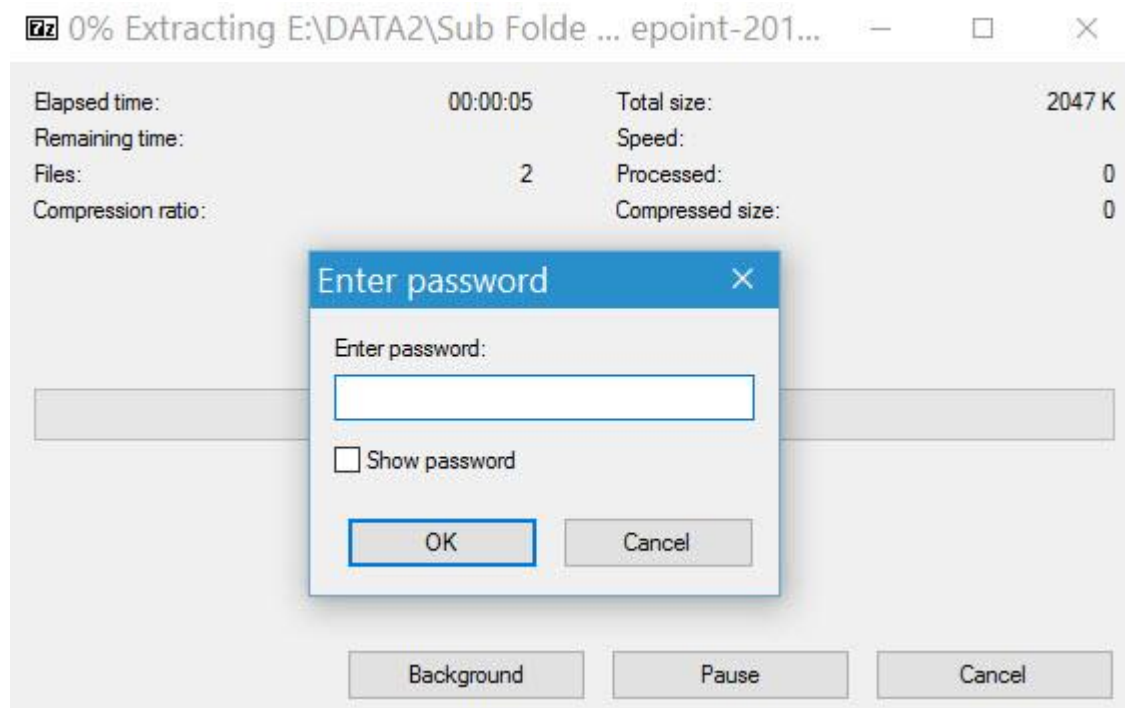 7z 0% Extracting E:\DATA2\Sub Folde ... epoint-201...
Elapsed time: 00:00:05 Total size: 2047 K
Remaining time: Speed:
Files: 2 Processed: 0
Compression ratio: Compressed size: 0
Enter password
Enter password:
Show password
OK Cancel
Background Pause Cancel